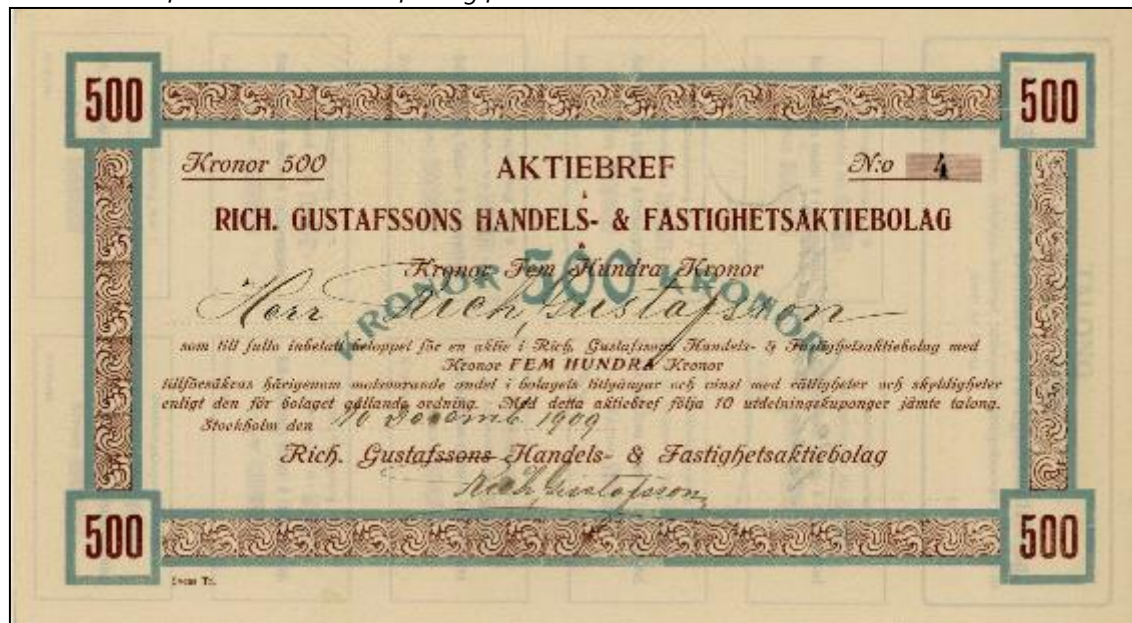 500
500
Kronor 500
AKTIEBREF
N:o 4
I
RICH. GUSTAFSSONS HANDELS- & FASTIGHETSAKTIEBOLAG
Å
Kronor Fem Hundra Kronor
KRONOR 500 KRONOR
Herr Rich, Gustafsson
som till fullo inbetalt beloppet för en aktie i Rich. Gustafssons Handels- & Fastighetsaktiebolag med
Kronor FEM HUNDRA Kronor
tillförsäkras härigenom motsvarande andel i bolagets tillgångar och vinst med rättigheter och skyldigheter
enligt den för bolaget gällande ordning. Med detta aktiebref följa 10 utdelningskuponger jämte talong.
Stockholm den 10 Decemb. 1909
Rich. Gustafssons Handels- & Fastighetsaktiebolag
Rich, Gustafsson
500
500